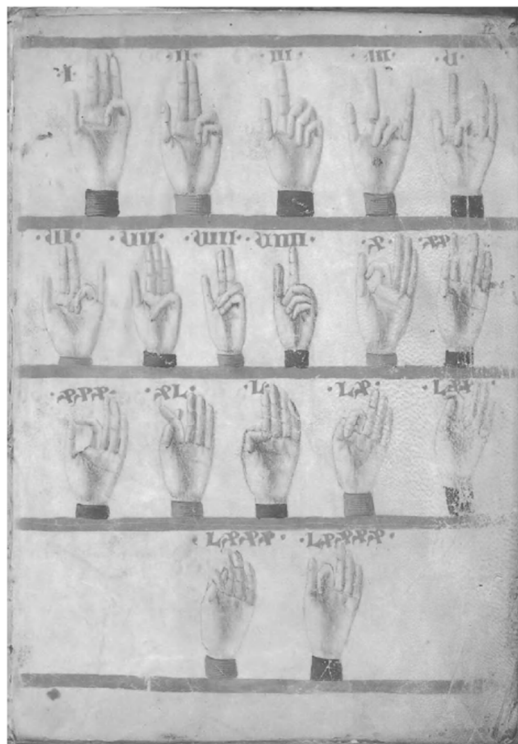 ·I· ·II· ·III· ·IIII· ·V·
·VI· ·VII· ·VIII· ·VIIII· ·X· ·XX·
·XXX· ·XL· ·L· ·LX· ·LXX·
·LXXX· ·LXXXX·